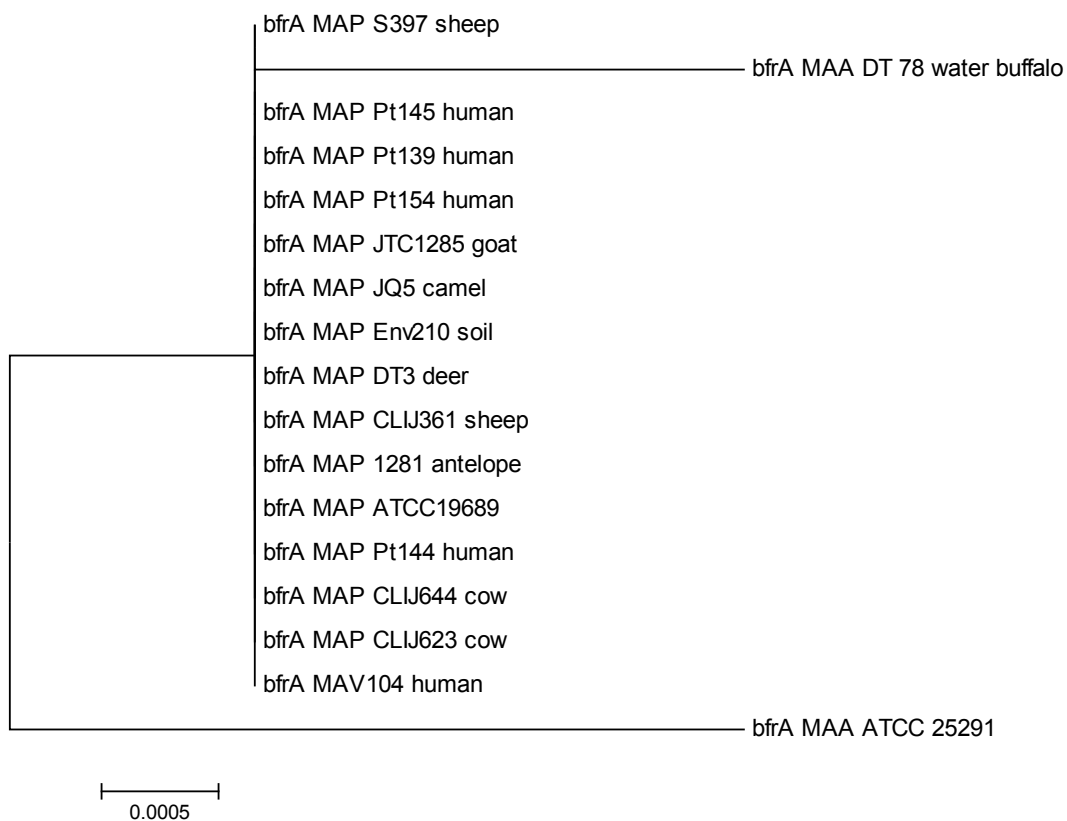 bfrA MAP S397 sheep
bfrA MAA DT 78 water buffalo
bfrA MAP Pt145 human
bfrA MAP Pt139 human
bfrA MAP Pt154 human
bfrA MAP JTC1285 goat
bfrA MAP JQ5 camel
bfrA MAP Env210 soil
bfrA MAP DT3 deer
bfrA MAP CLIJ361 sheep
bfrA MAP 1281 antelope
bfrA MAP ATCC19689
bfrA MAP Pt144 human
bfrA MAP CLIJ644 cow
bfrA MAP CLIJ623 cow
bfrA MAV104 human
bfrA MAA ATCC 25291
0.0005